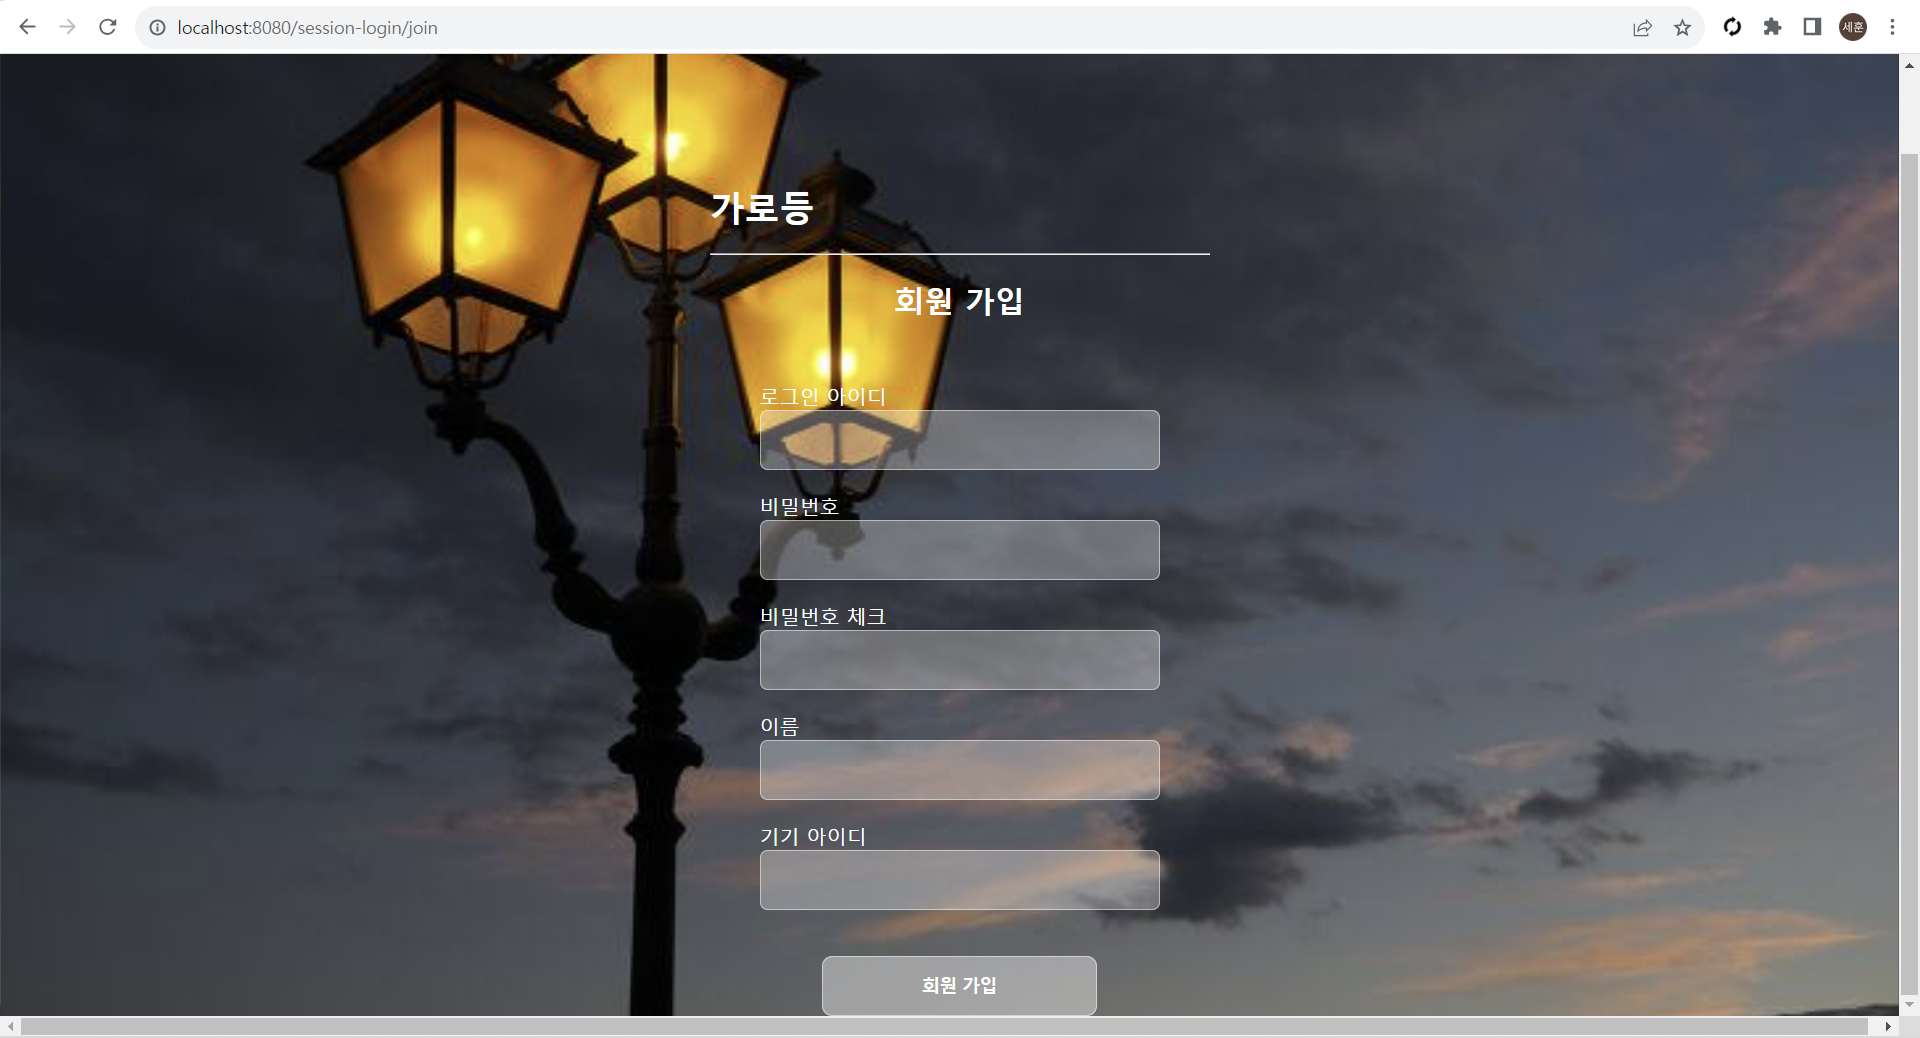 localhost:8080/session-login/join
세훈
가로등
회원 가입
로그인 아이디
비밀번호
비밀번호 체크
이름
기기 아이디
회원 가입